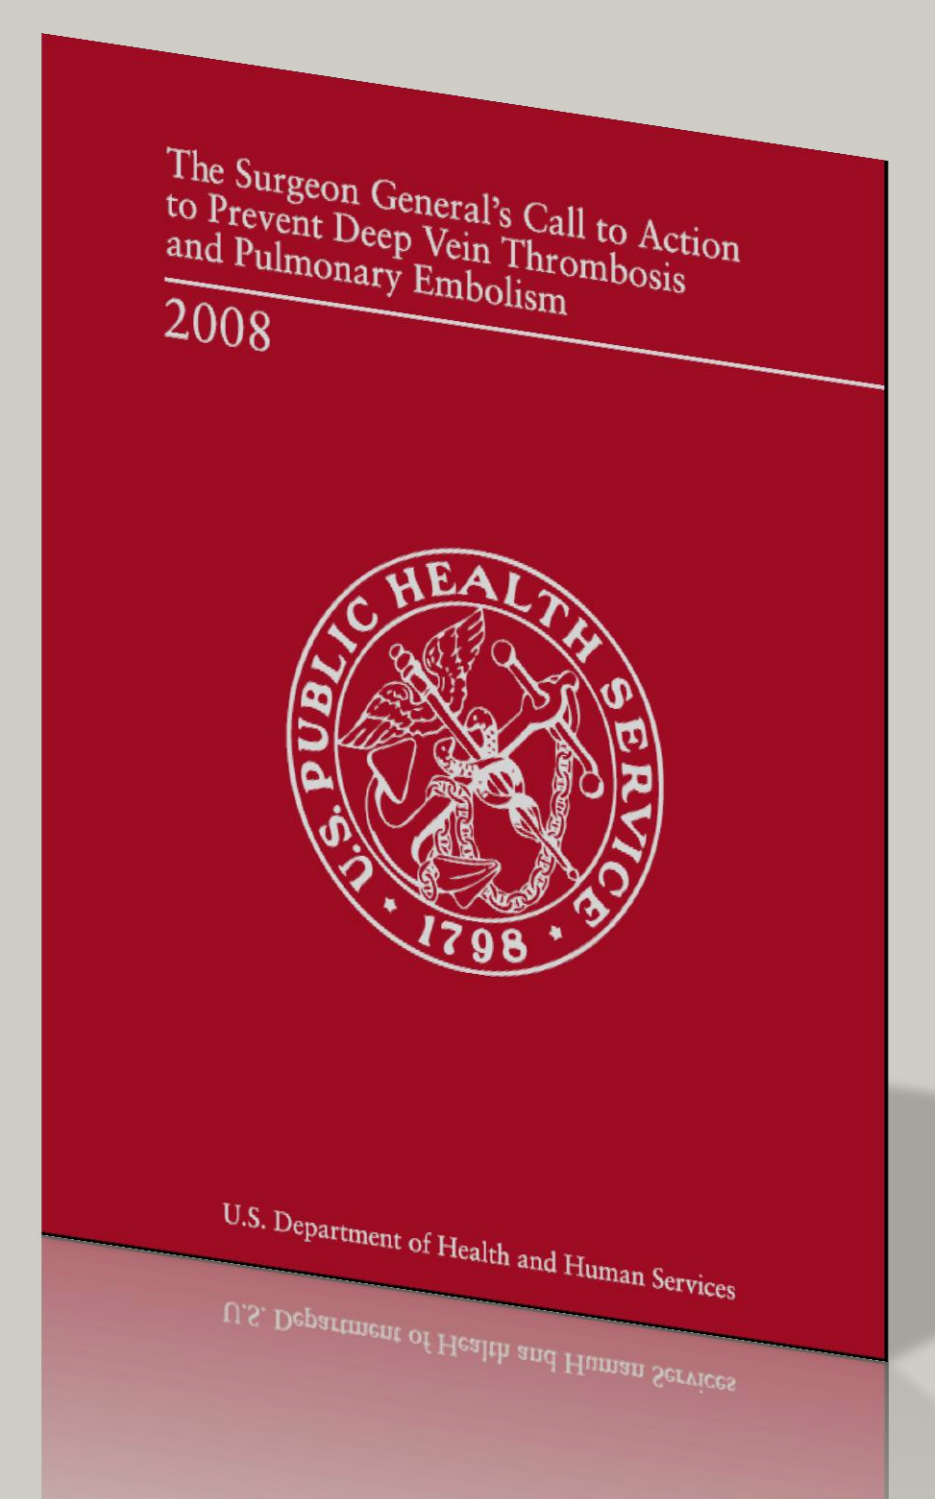 The Surgeon General's Call to Action
to Prevent Deep Vein Thrombosis
and Pulmonary Embolism
2008
U.S. PUBLIC HEALTH SERVICE
1798
U.S. Department of Health and Human Services
U.S. Department of Health and Human Services